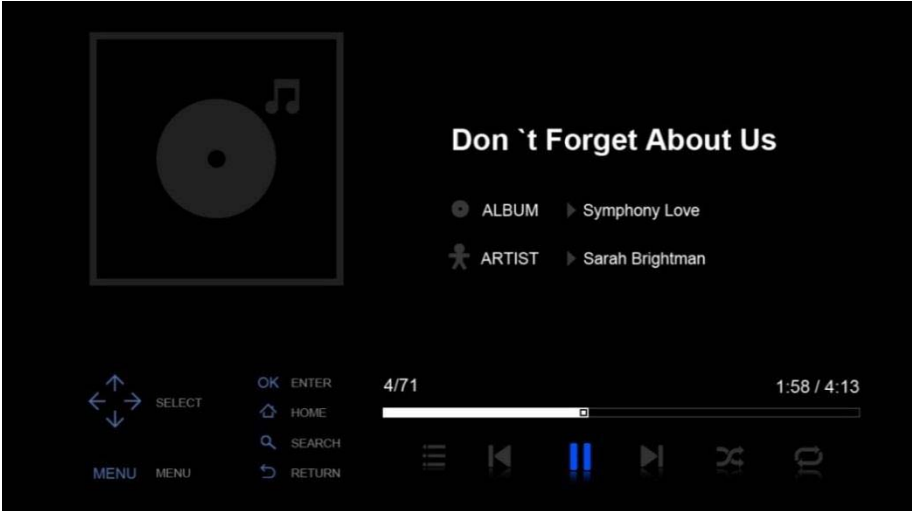 Don `t Forget About Us
ALBUM Symphony Love
ARTIST Sarah Brightman
SELECT
OK ENTER
HOME
SEARCH
MENU MENU
RETURN
4/71
1:58 / 4:13